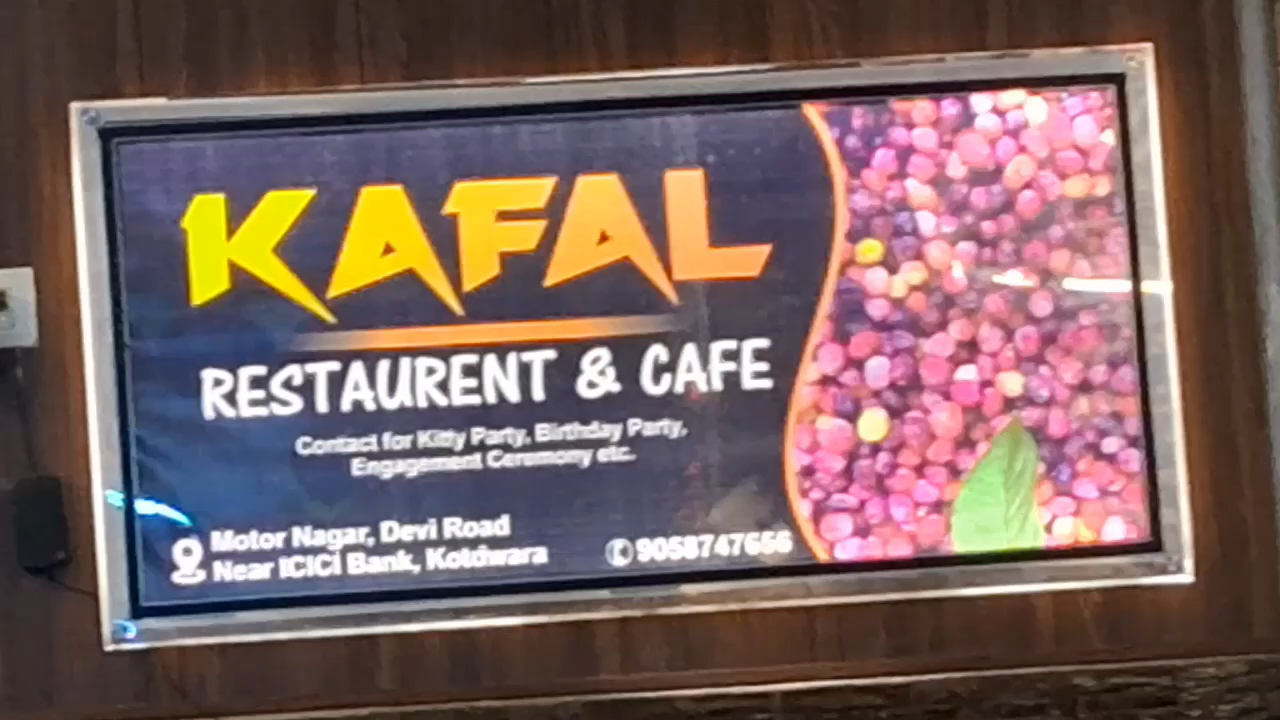 KAFAL
RESTAURENT & CAFE
Contact for Kitty Party, Birthday Party,
Engagement Ceremony etc.
Motor Nagar, Devi Road
Near ICICI Bank, Kotdwara
9058747656